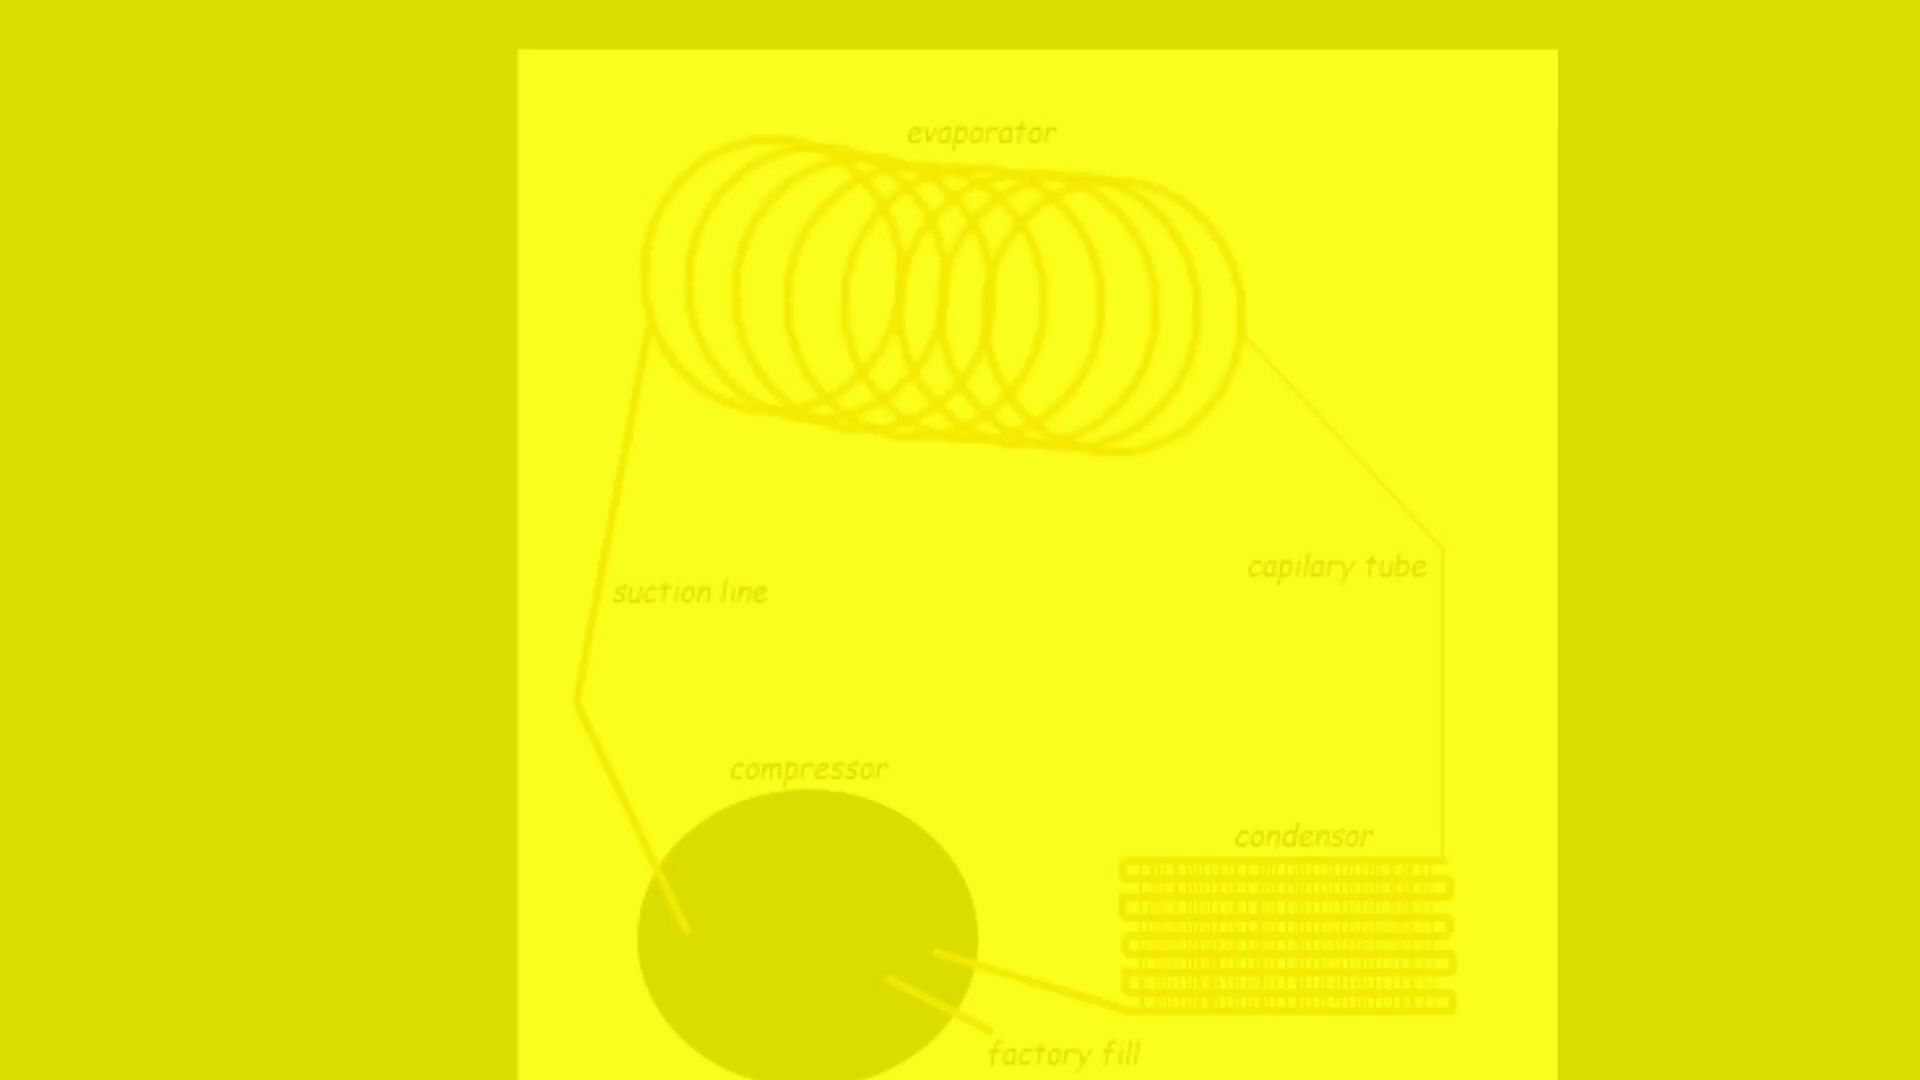 evaporator
capilary tube
suction line
compressor
condensor
factory fill